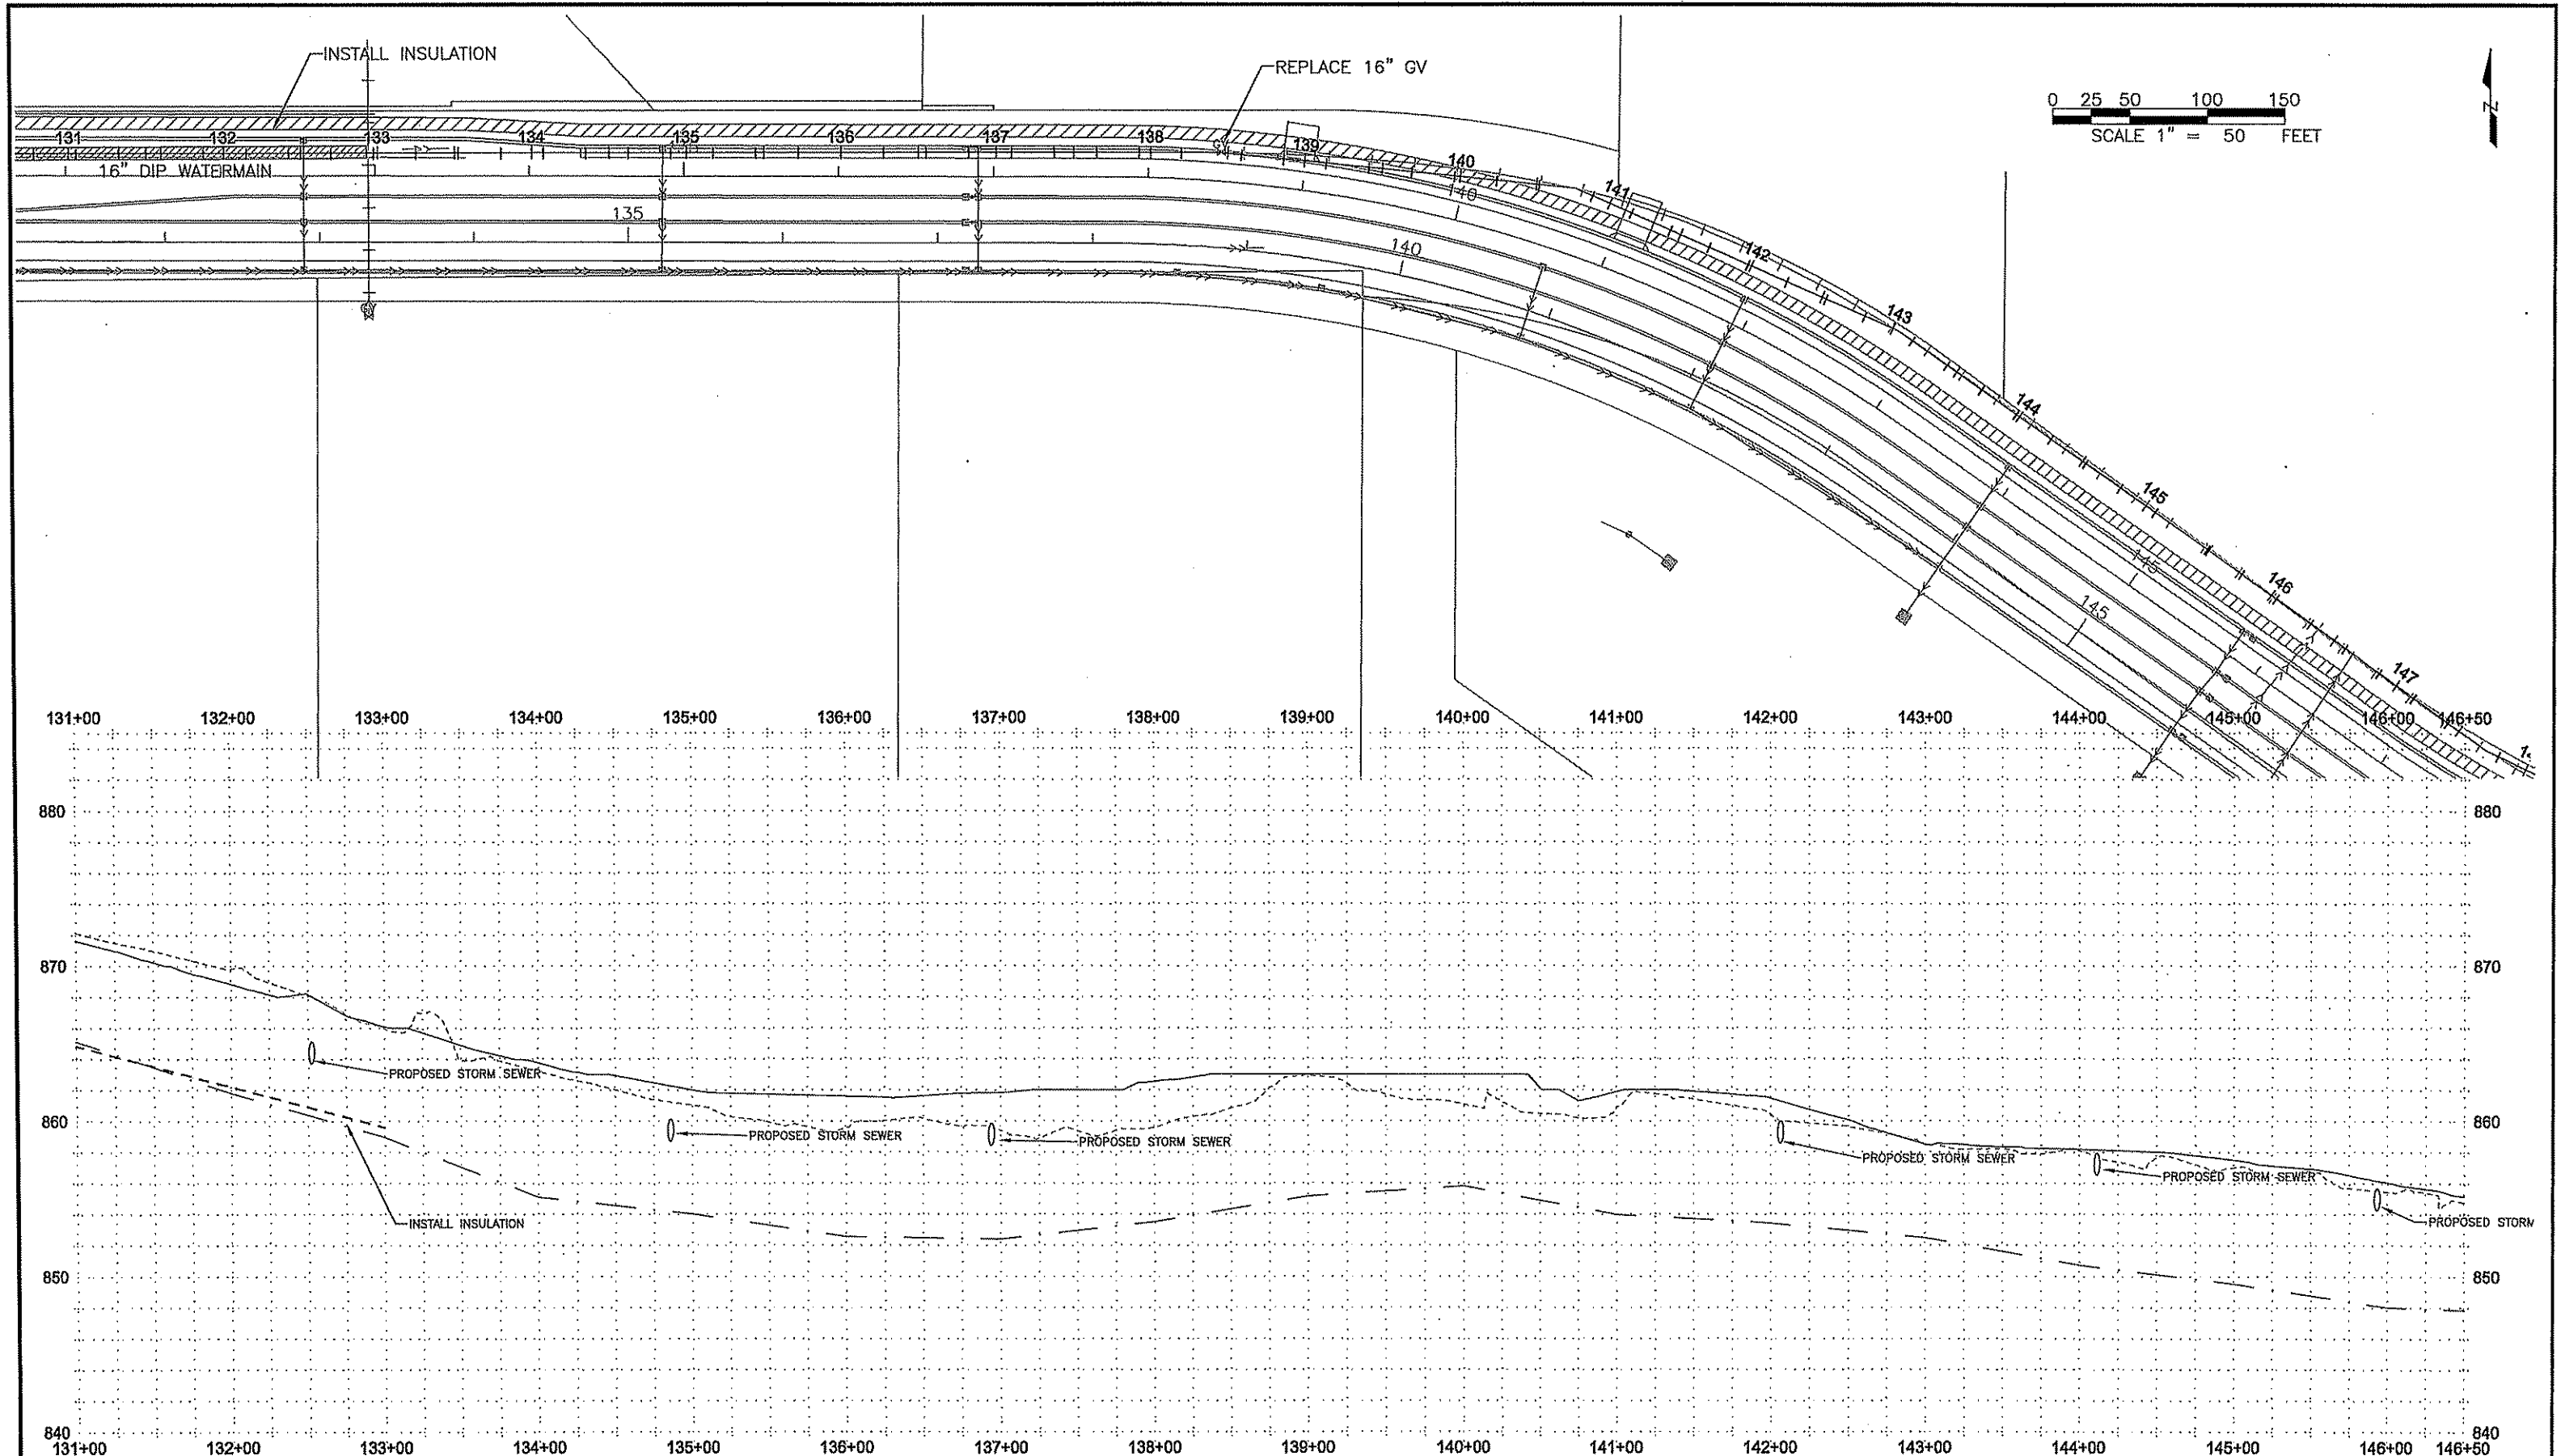 INSTALL INSULATION
REPLACE 16" GV
0 25 50 100 150
SCALE 1" = 50 FEET
N
131 132 133 134 135 136 137 138 139 140 141 142 143 144 145 146 147
16" DIP WATERMAIN
GV
GV
135
140
40
145
145
131+00 132+00 133+00 134+00 135+00 136+00 137+00 138+00 139+00 140+00 141+00 142+00 143+00 144+00 145+00 146+00 146+50
880 880
870 870
PROPOSED STORM SEWER
860 860
PROPOSED STORM SEWER
PROPOSED STORM SEWER
PROPOSED STORM SEWER
PROPOSED STORM SEWER
PROPOSED STORM
INSTALL INSULATION
850 850
840 840
131+00 132+00 133+00 134+00 135+00 136+00 137+00 138+00 139+00 140+00 141+00 142+00 143+00 144+00 145+00 146+00 146+50